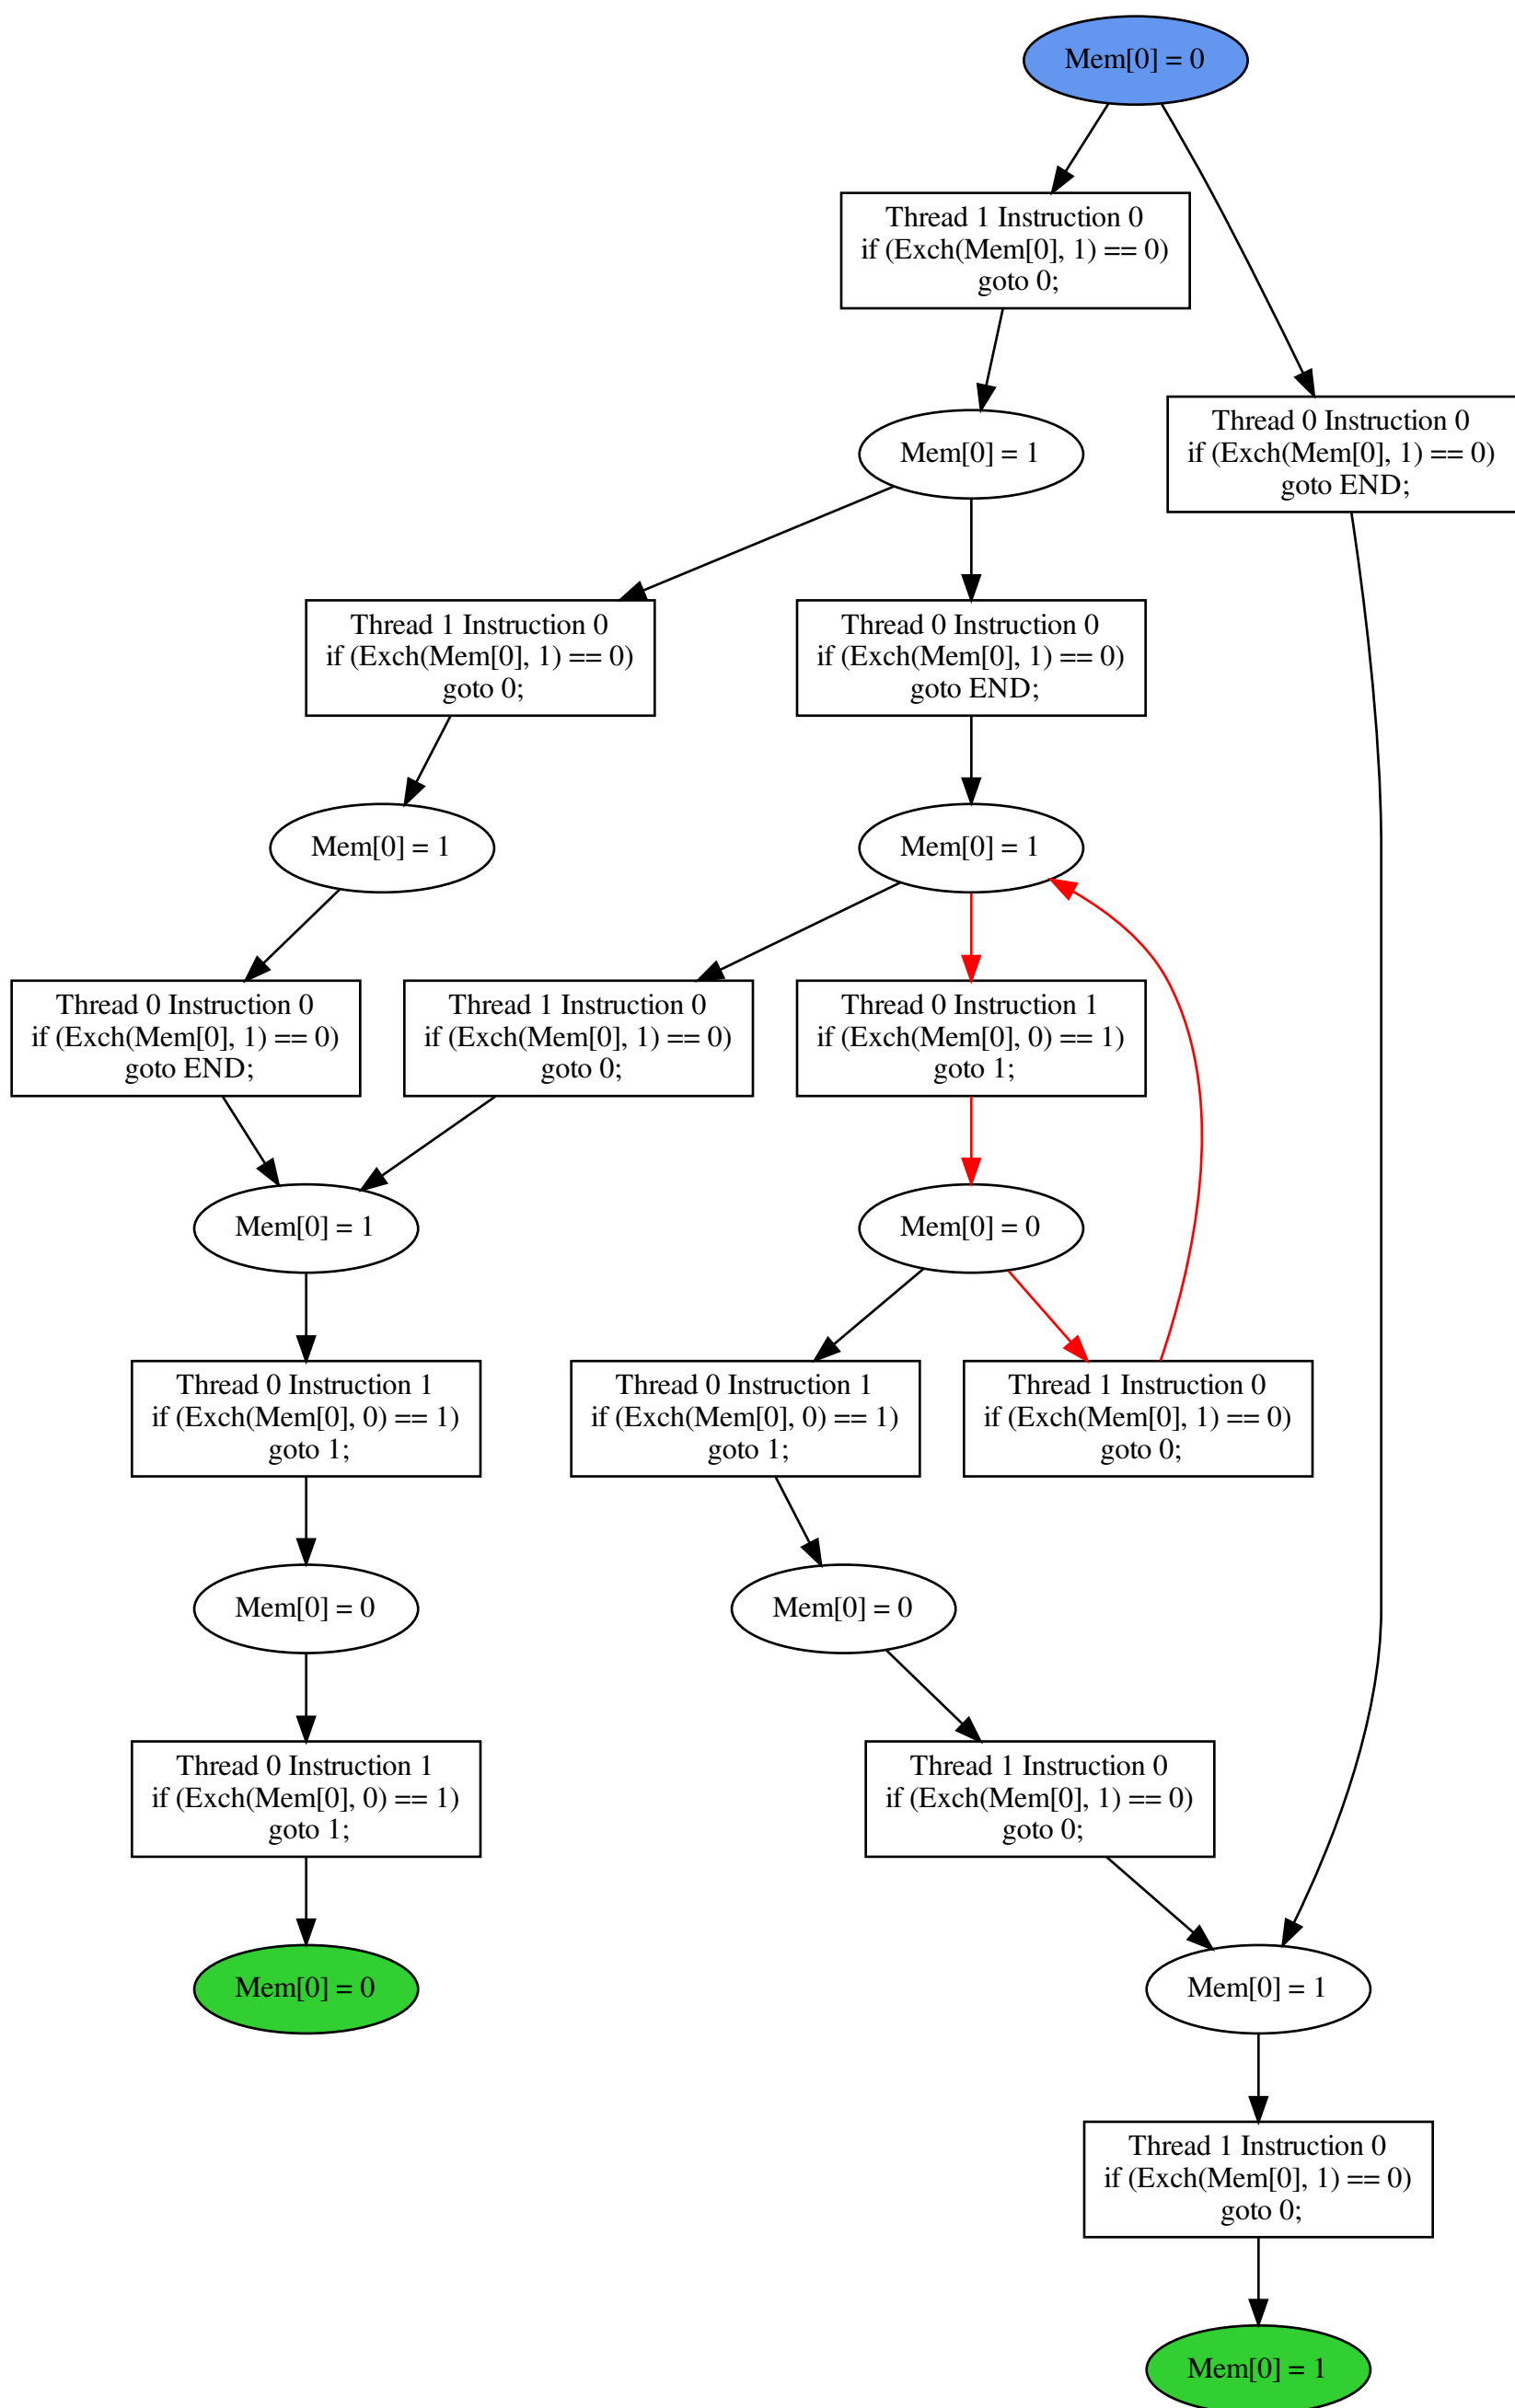 Mem[0] = 0
Thread 1 Instruction 0
if (Exch(Mem[0], 1) == 0)
goto 0;
Mem[0] = 1
Thread 0 Instruction 0
if (Exch(Mem[0], 1) == 0)
goto END;
Thread 1 Instruction 0
if (Exch(Mem[0], 1) == 0)
goto 0;
Thread 0 Instruction 0
if (Exch(Mem[0], 1) == 0)
goto END;
Mem[0] = 1
Mem[0] = 1
Thread 0 Instruction 0
if (Exch(Mem[0], 1) == 0)
goto END;
Thread 1 Instruction 0
if (Exch(Mem[0], 1) == 0)
goto 0;
Thread 0 Instruction 1
if (Exch(Mem[0], 0) == 1)
goto 1;
Mem[0] = 1
Mem[0] = 0
Thread 0 Instruction 1
if (Exch(Mem[0], 0) == 1)
goto 1;
Thread 0 Instruction 1
if (Exch(Mem[0], 0) == 1)
goto 1;
Thread 1 Instruction 0
if (Exch(Mem[0], 1) == 0)
goto 0;
Mem[0] = 0
Mem[0] = 0
Thread 0 Instruction 1
if (Exch(Mem[0], 0) == 1)
goto 1;
Thread 1 Instruction 0
if (Exch(Mem[0], 1) == 0)
goto 0;
Mem[0] = 0
Mem[0] = 1
Thread 1 Instruction 0
if (Exch(Mem[0], 1) == 0)
goto 0;
Mem[0] = 1